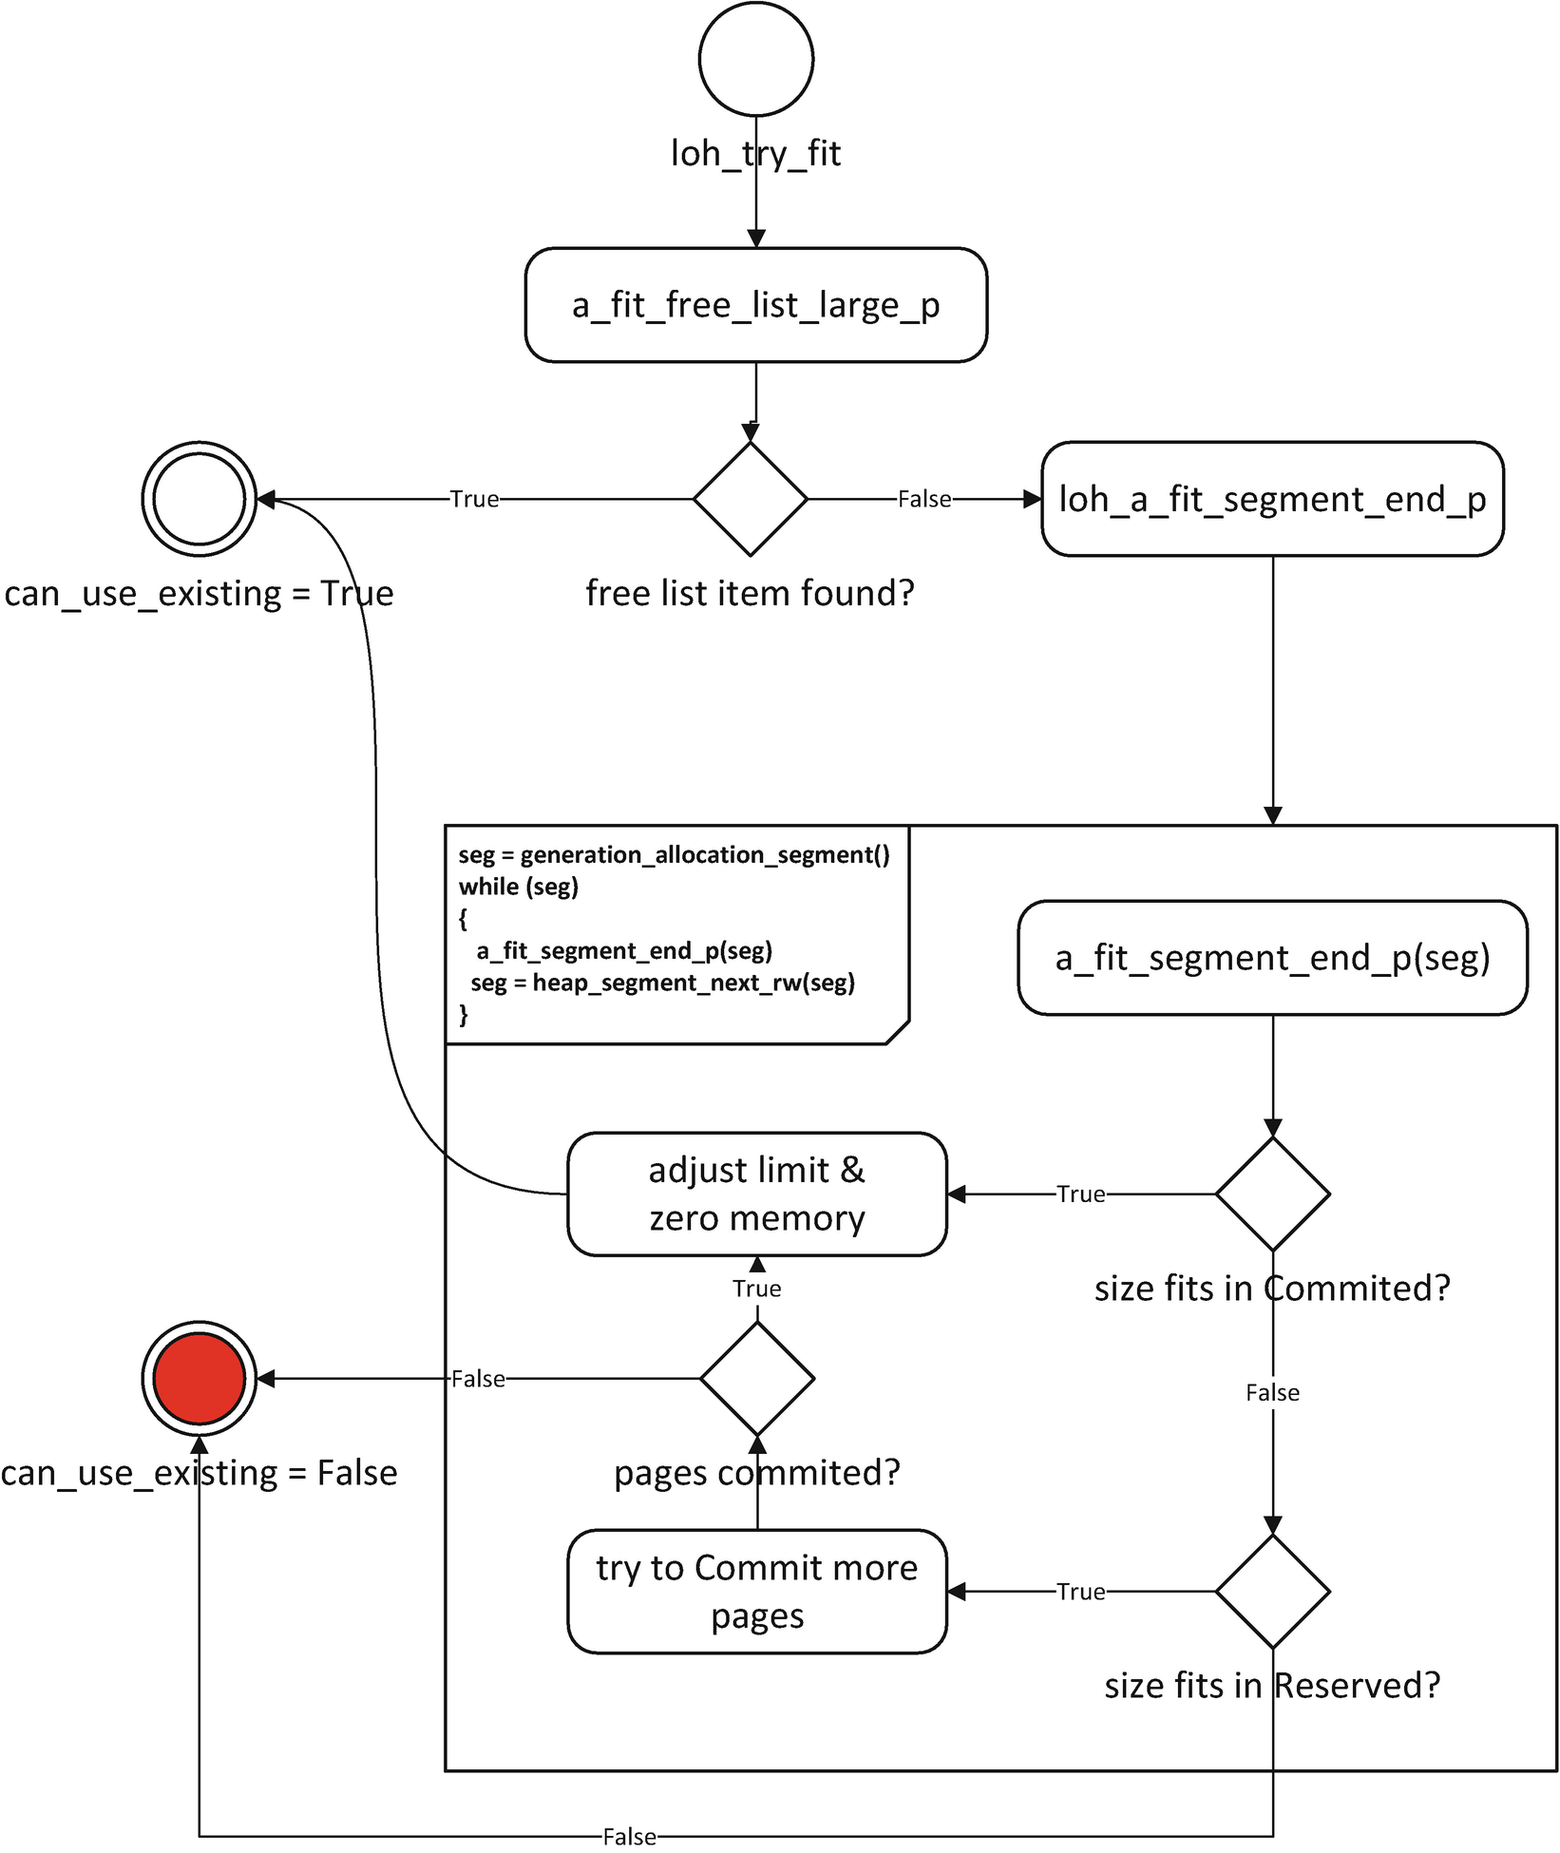 loh_try_fit
a_fit_free_list_large_p
True
False
loh_a_fit_segment_end_p
can_use_existing = True
free list item found?
seg = generation_allocation_segment()
while (seg)
{
a_fit_segment_end_p(seg)
seg = heap_segment_next_rw(seg)
}
a_fit_segment_end_p(seg)
adjust limit &
zero memory
True
size fits in Commited?
True
False
False
can_use_existing = False
pages commited?
try to Commit more
pages
True
size fits in Reserved?
False